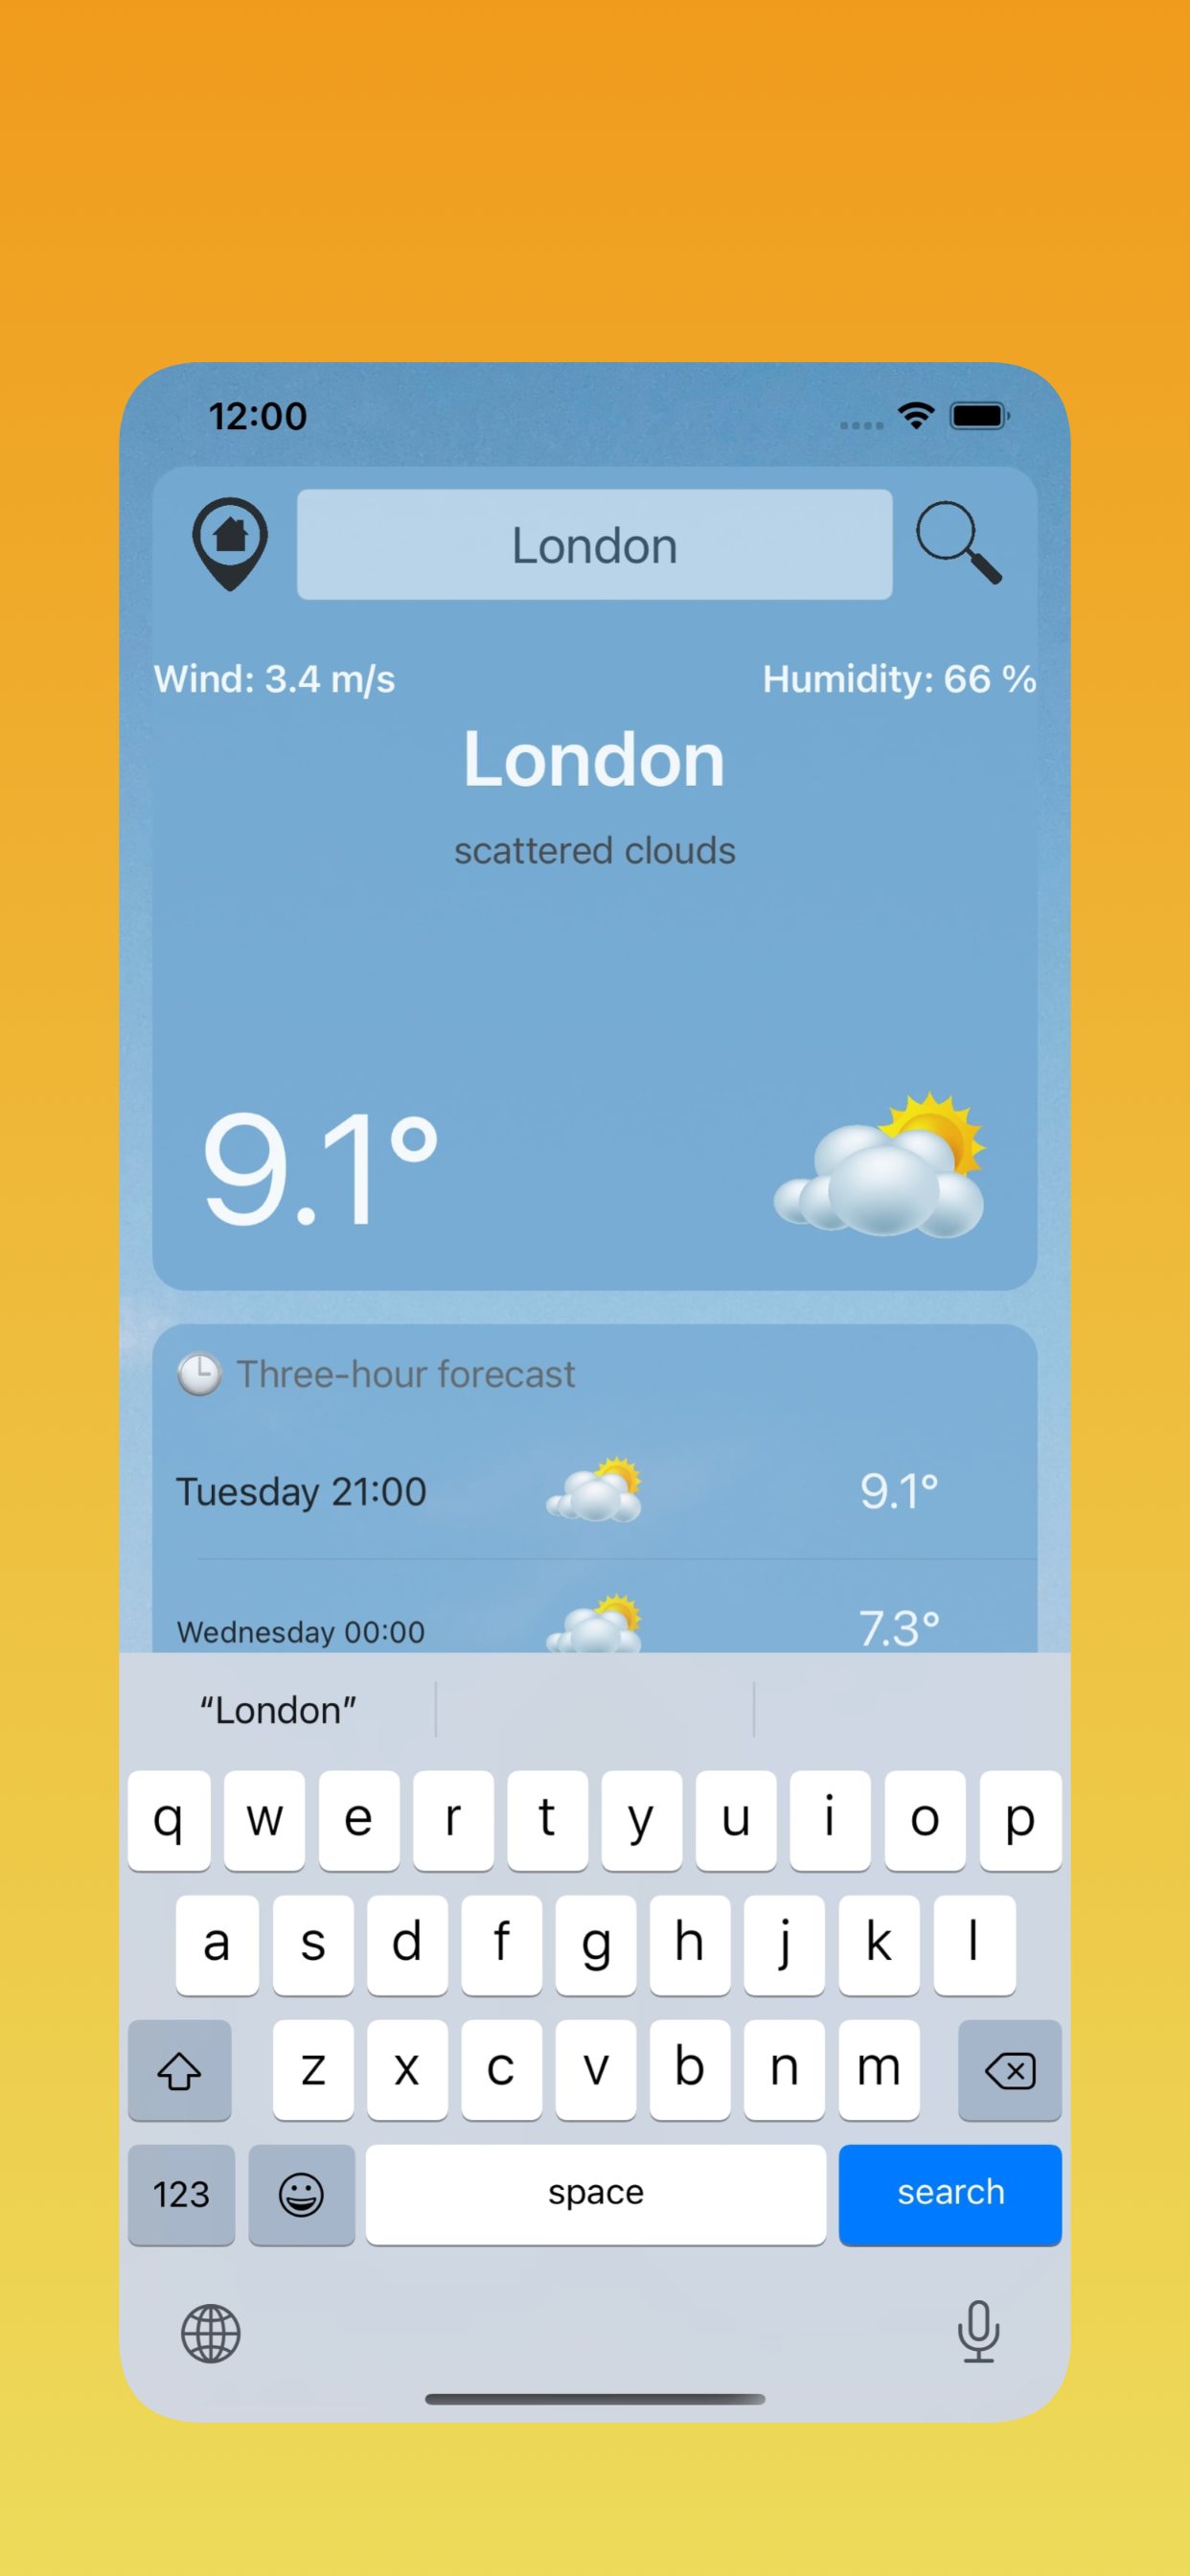 12:00
London
Wind: 3.4 m/s Humidity: 66 %
London
scattered clouds
9.1°
Three-hour forecast
Tuesday 21:00 9.1°
Wednesday 00:00 7.3°
“London”
q w e r t y u i o p
a s d f g h j k l
z x c v b n m
123 space search